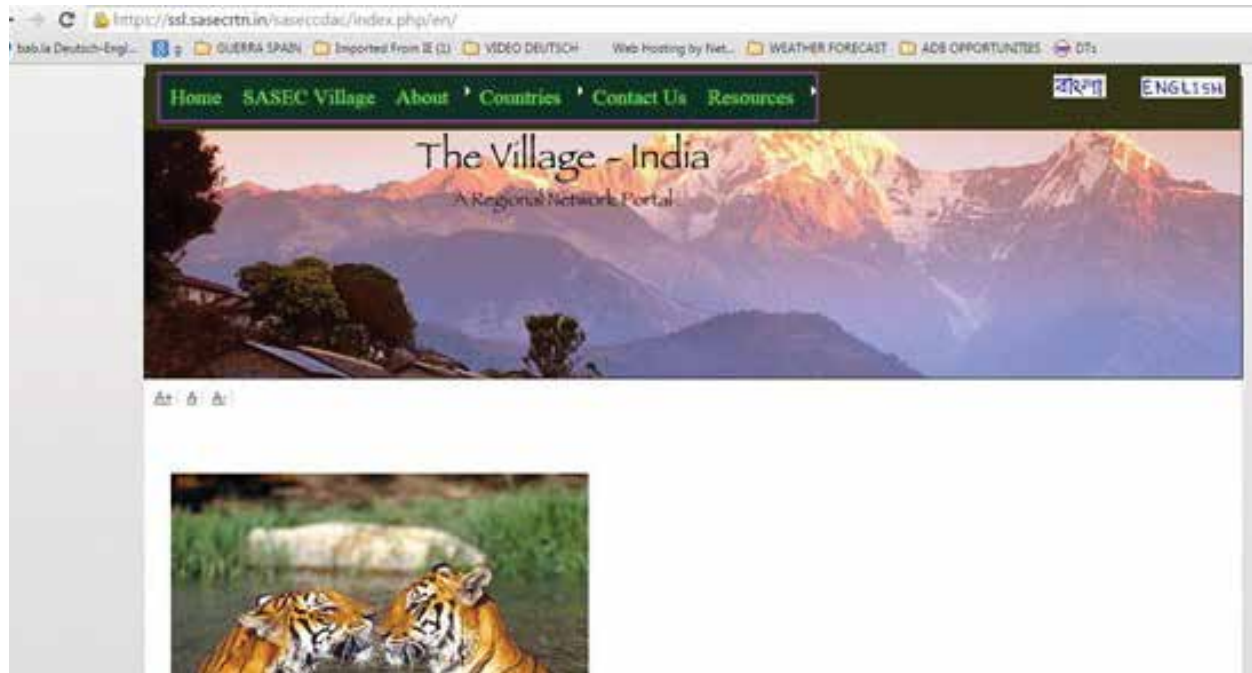 https://ssl.sasecrtn.in/saseccdac/index.php/en/
bab.la Deutsch-Engl... g GUERRA SPAIN Imported From IE (1) VIDEO DEUTSCH Web Hosting by Net... WEATHER FORECAST ADB OPPORTUNITIES DTs
Home SASEC Village About Countries Contact Us Resources বাংলা ENGLISH
The Village - India
A Regional Network Portal
A+ A A-